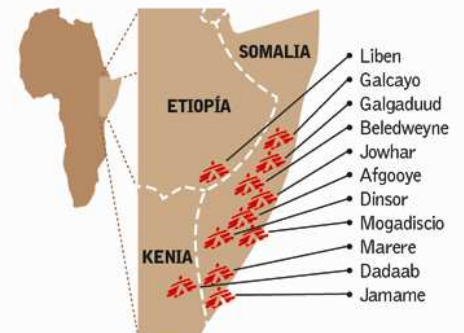 SOMALIA
ETIOPÍA
KENIA
Liben
Galcayo
Galgaduud
Beledweyne
Jowhar
Afgooye
Dinsor
Mogadiscio
Marere
Dadaab
Jamame